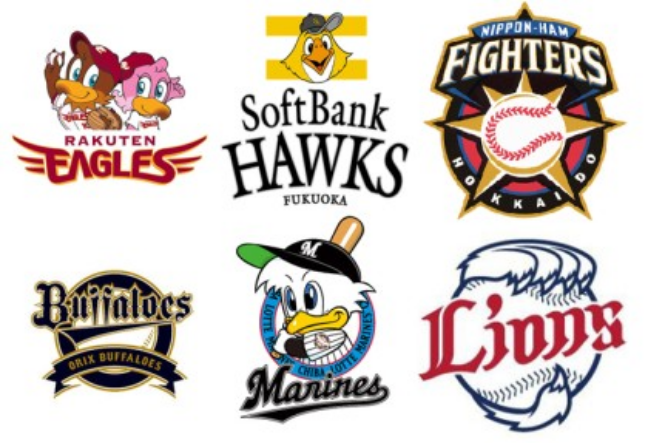 RAKUTEN
EAGLES
SoftBank
HAWKS
FUKUOKA
NIPPON-HAM
FIGHTERS
HOKKAIDO
Buffaloes
ORIX BUFFALOES
M
CHIBA LOTTE MARINES
Marines
Lions